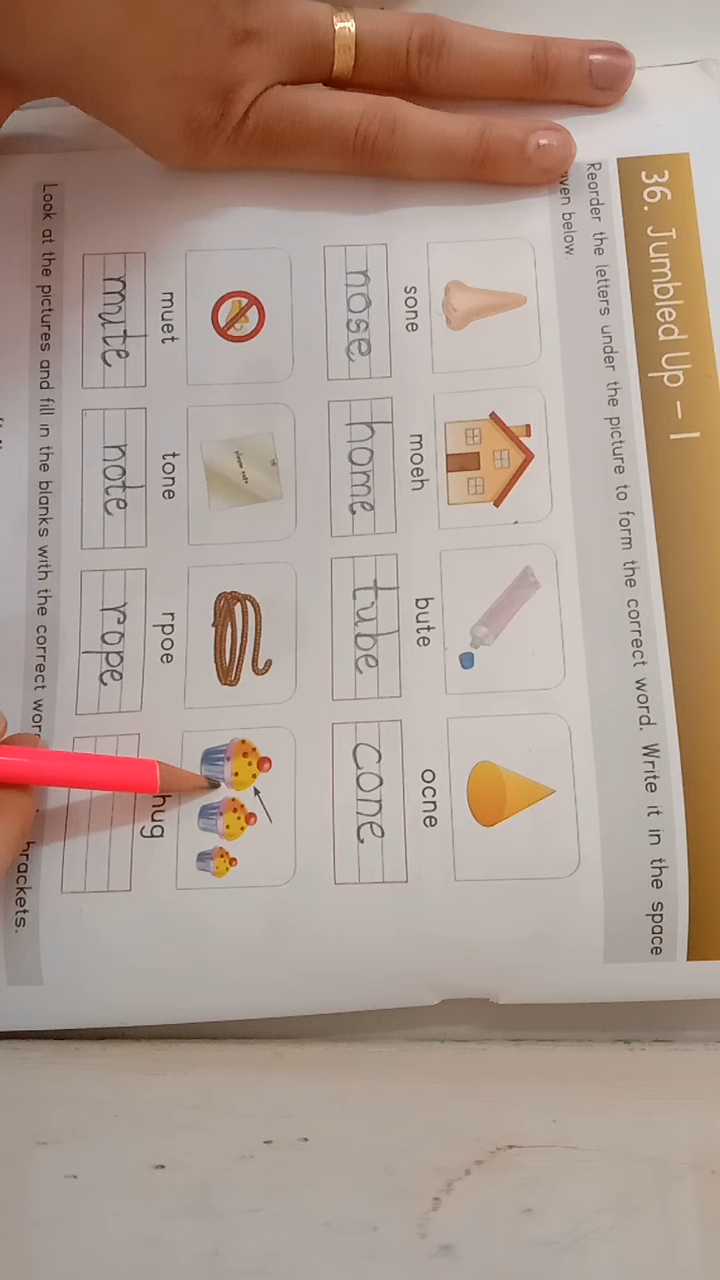 36. Jumbled Up – 1
Reorder the letters under the picture to form the correct word. Write it in the space
below.
sone moeh bute ocne
nose home tube cone
muet tone rpoe hug
mute note rope
Look at the pictures and fill in the blanks with the correct brackets.